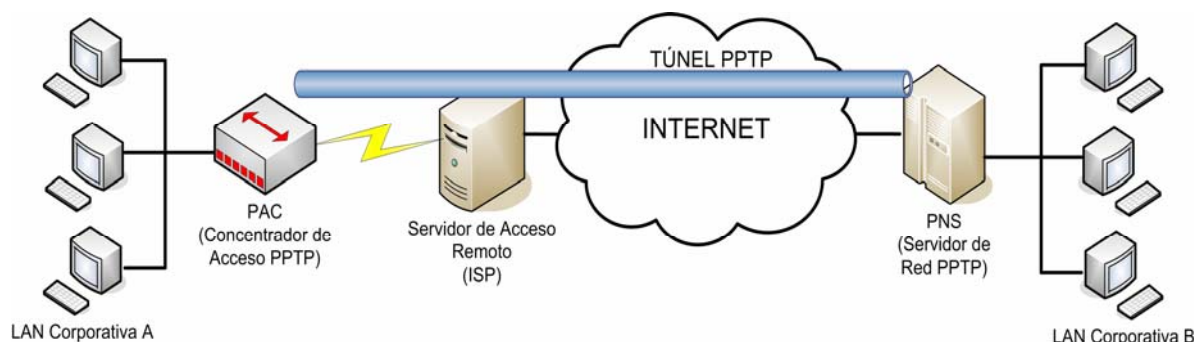 TÚNEL PPTP
INTERNET
PAC
(Concentrador de
Acceso PPTP)
Servidor de Acceso
Remoto
(ISP)
PNS
(Servidor de
Red PPTP)
LAN Corporativa A
LAN Corporativa B